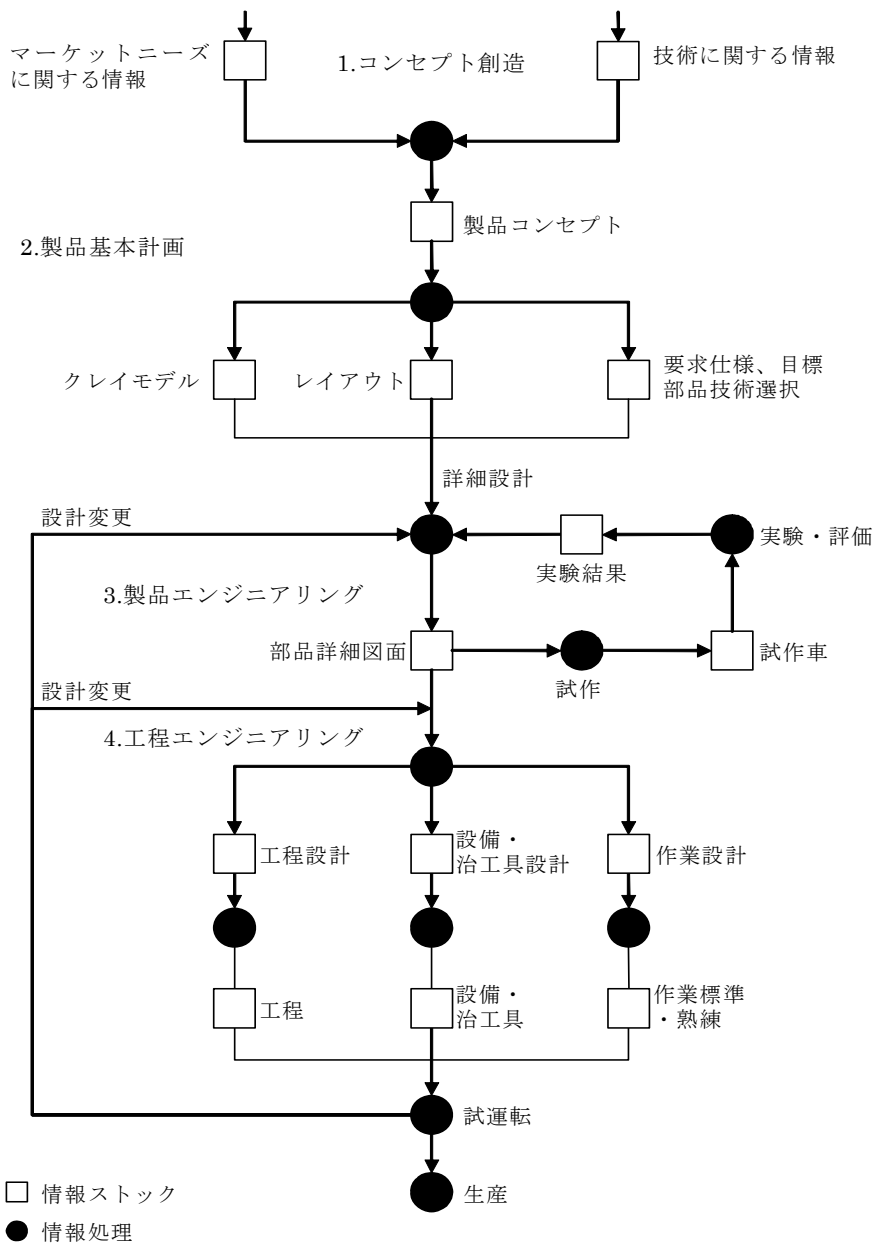 マーケットニーズ
に関する情報
1.コンセプト創造
技術に関する情報
製品コンセプト
2.製品基本計画
クレイモデル
レイアウト
要求仕様、目標
部品技術選択
詳細設計
設計変更
実験・評価
実験結果
3.製品エンジニアリング
部品詳細図面
試作
試作車
設計変更
4.工程エンジニアリング
工程設計
設備・
治工具設計
作業設計
工程
設備・
治工具
作業標準
・熟練
試運転
生産
情報ストック
情報処理